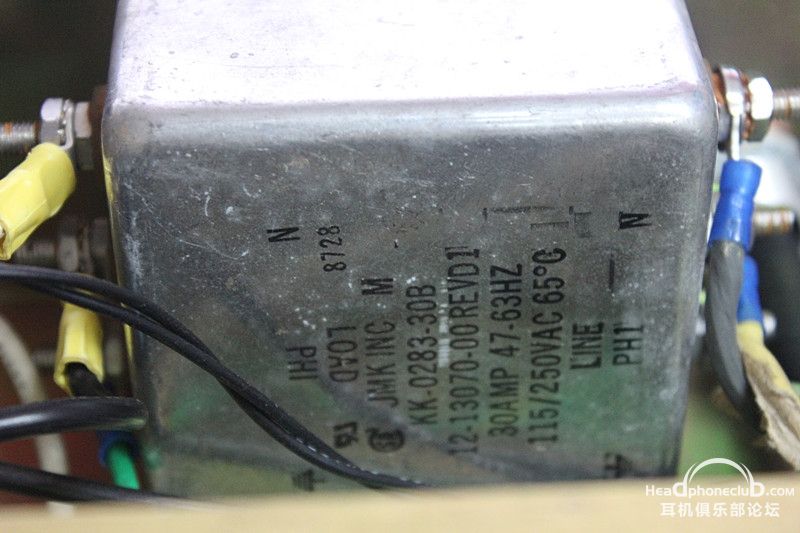 N
8728
PHI
LOAD
JMK INC M
KK-0283-30B
12-13070-00 REVD1
30AMP 47-63HZ
115/250VAC 65°C
LINE
N
PH1
HeadphonecluB.com
耳机俱乐部论坛